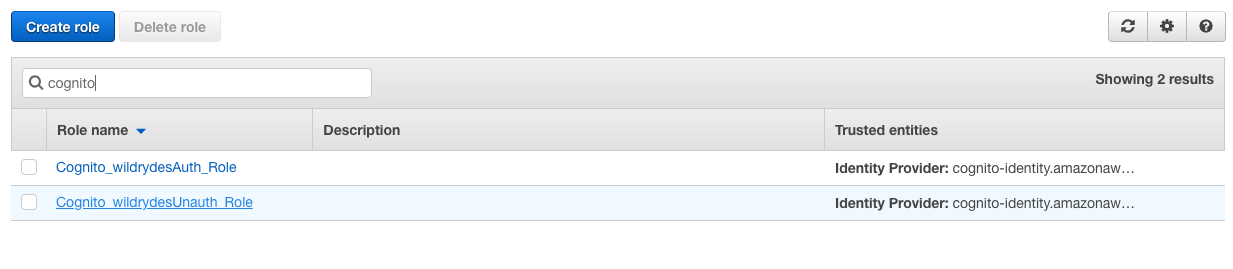 Create role Delete role
cognito
Showing 2 results
Role name Description Trusted entities
Cognito_wildrydesAuth_Role Identity Provider: cognito-identity.amazonaw...
Cognito_wildrydesUnauth_Role Identity Provider: cognito-identity.amazonaw...